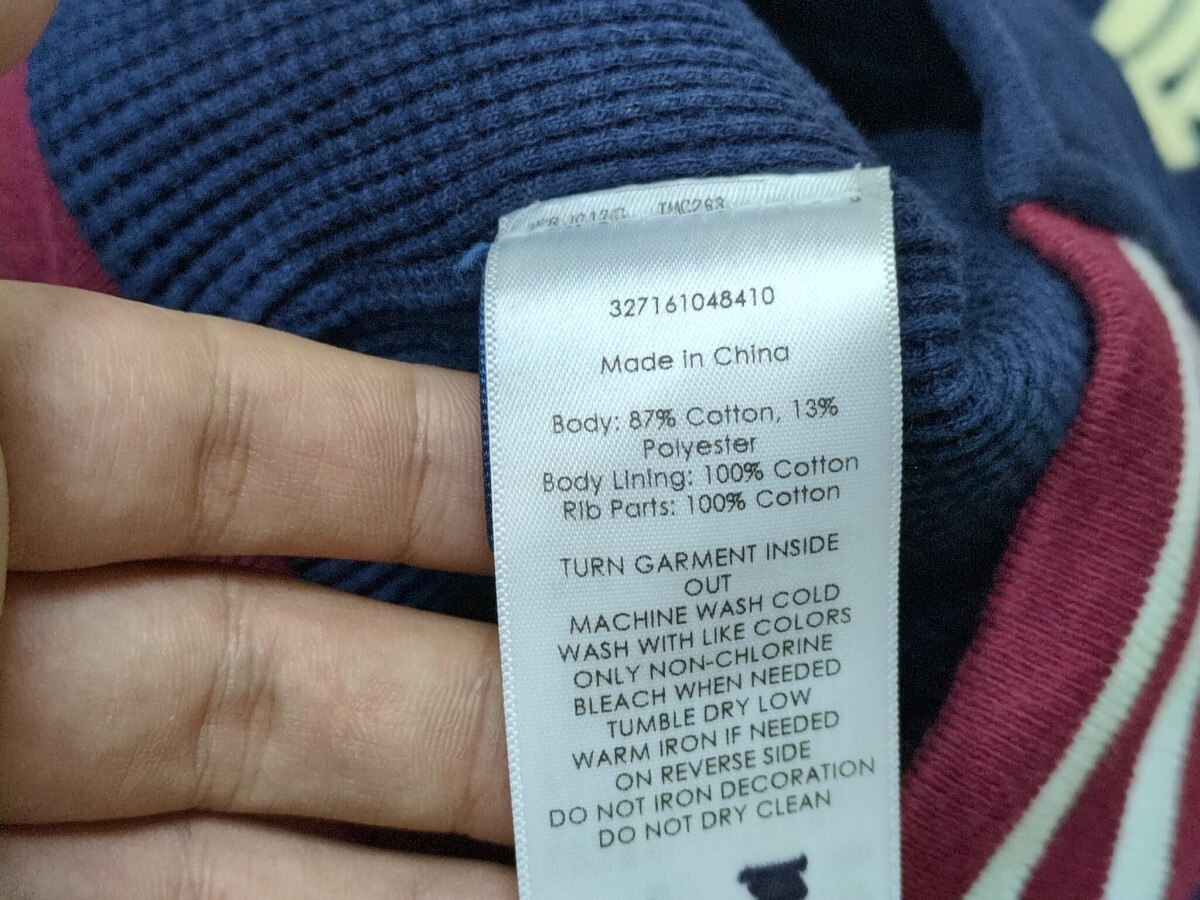 TMC283
327161048410
Made in China
Body: 87% Cotton, 13%
Polyester
Body Lining: 100% Cotton
Rib Parts: 100% Cotton
TURN GARMENT INSIDE
OUT
MACHINE WASH COLD
WASH WITH LIKE COLORS
ONLY NON-CHLORINE
BLEACH WHEN NEEDED
TUMBLE DRY LOW
WARM IRON IF NEEDED
ON REVERSE SIDE
DO NOT IRON DECORATION
DO NOT DRY CLEAN